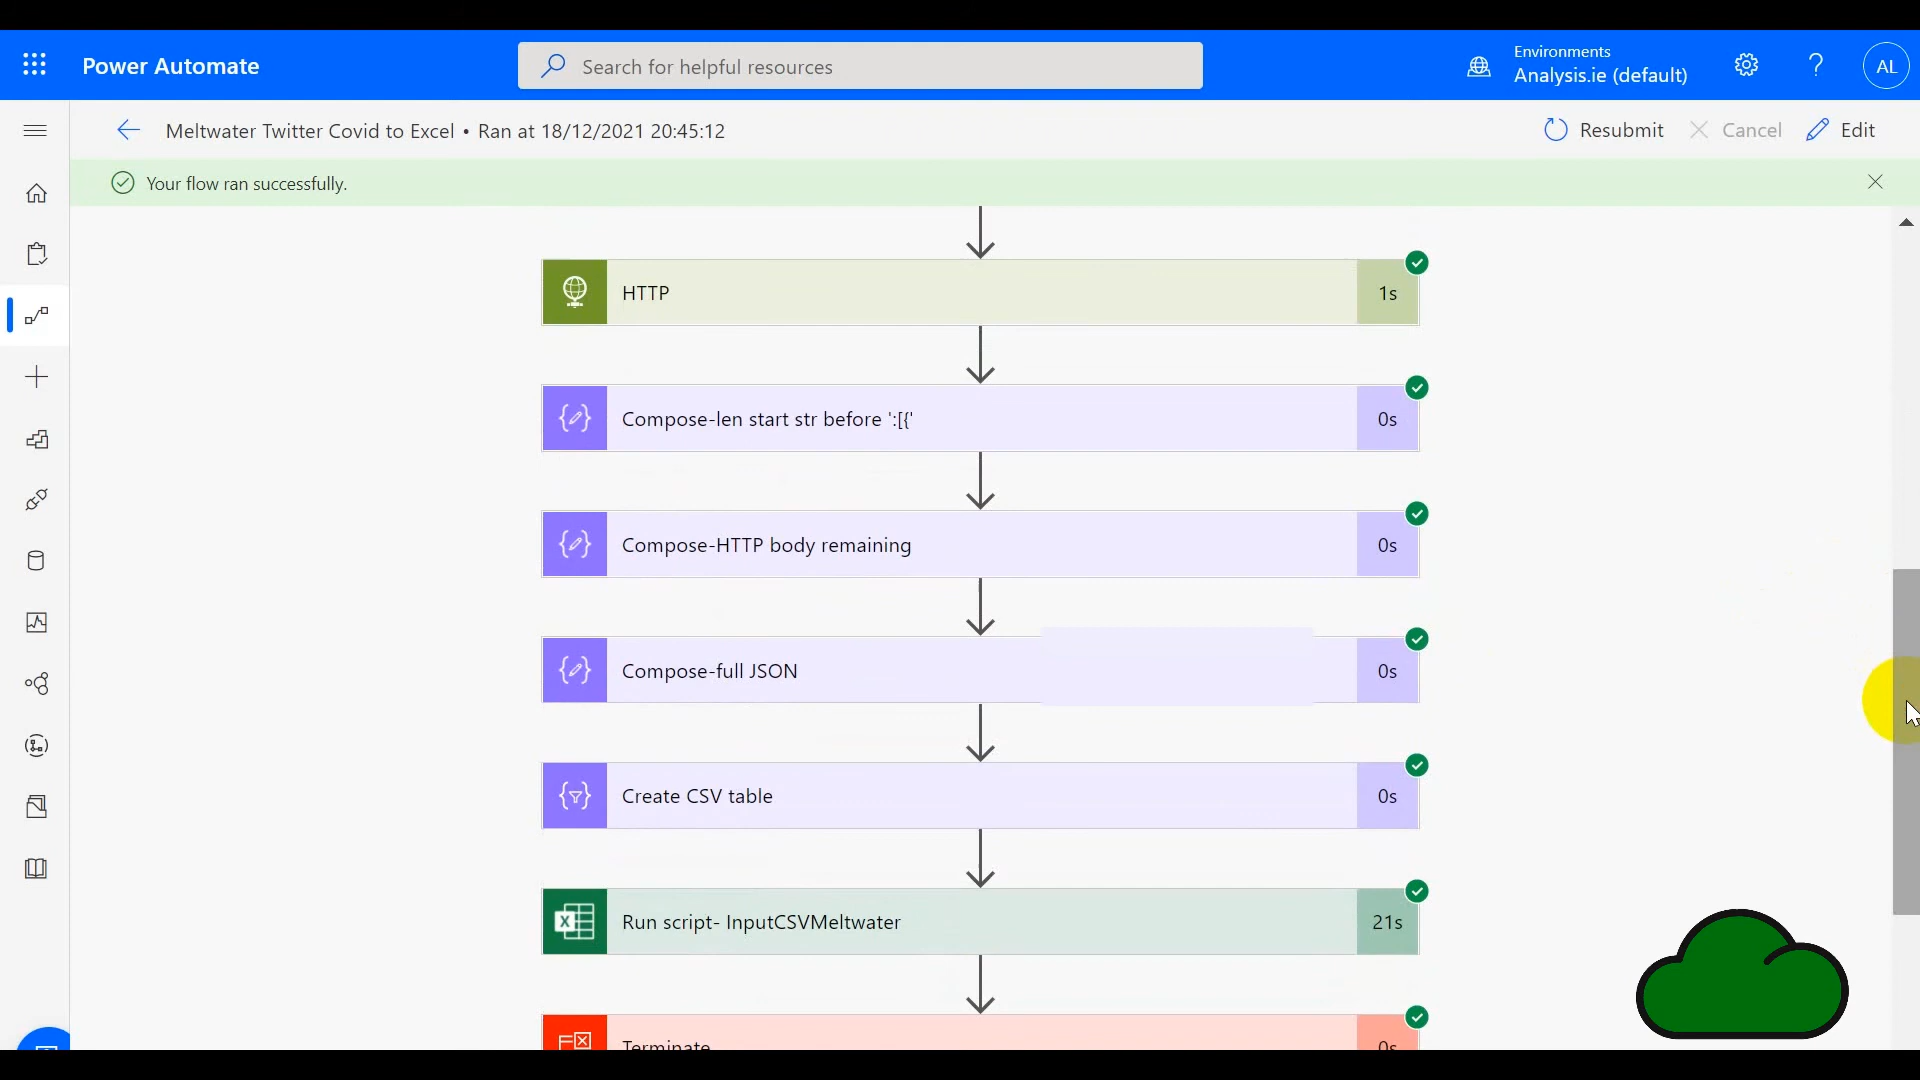 Power Automate
Search for helpful resources
Environments
Analysis.ie (default)
AL
Meltwater Twitter Covid to Excel • Ran at 18/12/2021 20:45:12
Resubmit
Cancel
Edit
Your flow ran successfully.
HTTP
1s
Compose-len start str before ':[{'
0s
Compose-HTTP body remaining
0s
Compose-full JSON
0s
Create CSV table
0s
Run script- InputCSVMeltwater
21s
Terminate
0s